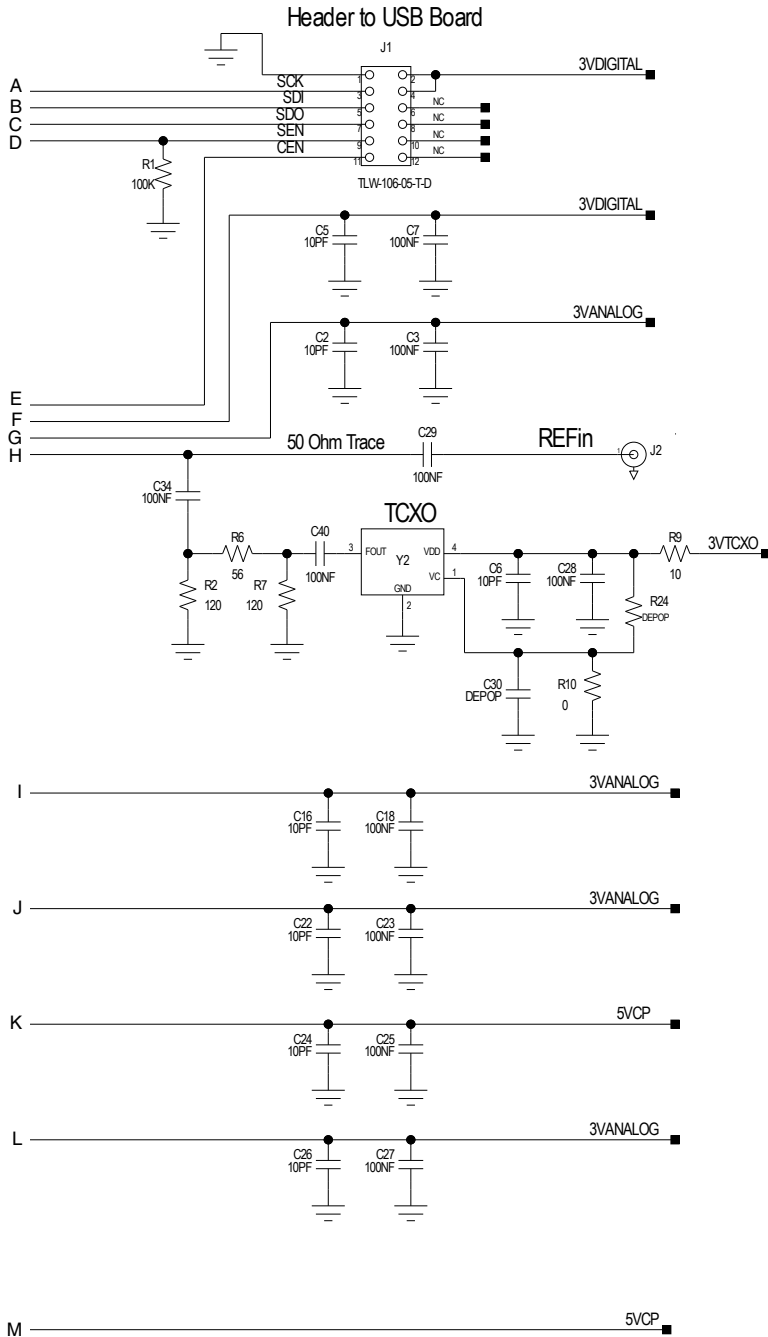 Header to USB Board
J1
3VDIGITAL
A SCK 1 2
B SDI 3 4 NC
C SDO 5 6 NC
D SEN 7 8 NC
CEN 9 10 NC
11 12
R1
100K
TLW-106-05-T-D
3VDIGITAL
C5
10PF
C7
100NF
3VANALOG
C2
10PF
C3
100NF
E
F
G
H
50 Ohm Trace
C29
100NF
REFin
1
J2
C34
100NF
TCXO
R6
56
C40
100NF
3 FOUT
Y2
VDD 4
VC 1
GND
2
R2
120
R7
120
C6
10PF
C28
100NF
R9
10
3VTCXO
R24
DEPOP
C30
DEPOP
R10
0
I
3VANALOG
C16
10PF
C18
100NF
J
3VANALOG
C22
10PF
C23
100NF
K
5VCP
C24
10PF
C25
100NF
L
3VANALOG
C26
10PF
C27
100NF
M
5VCP